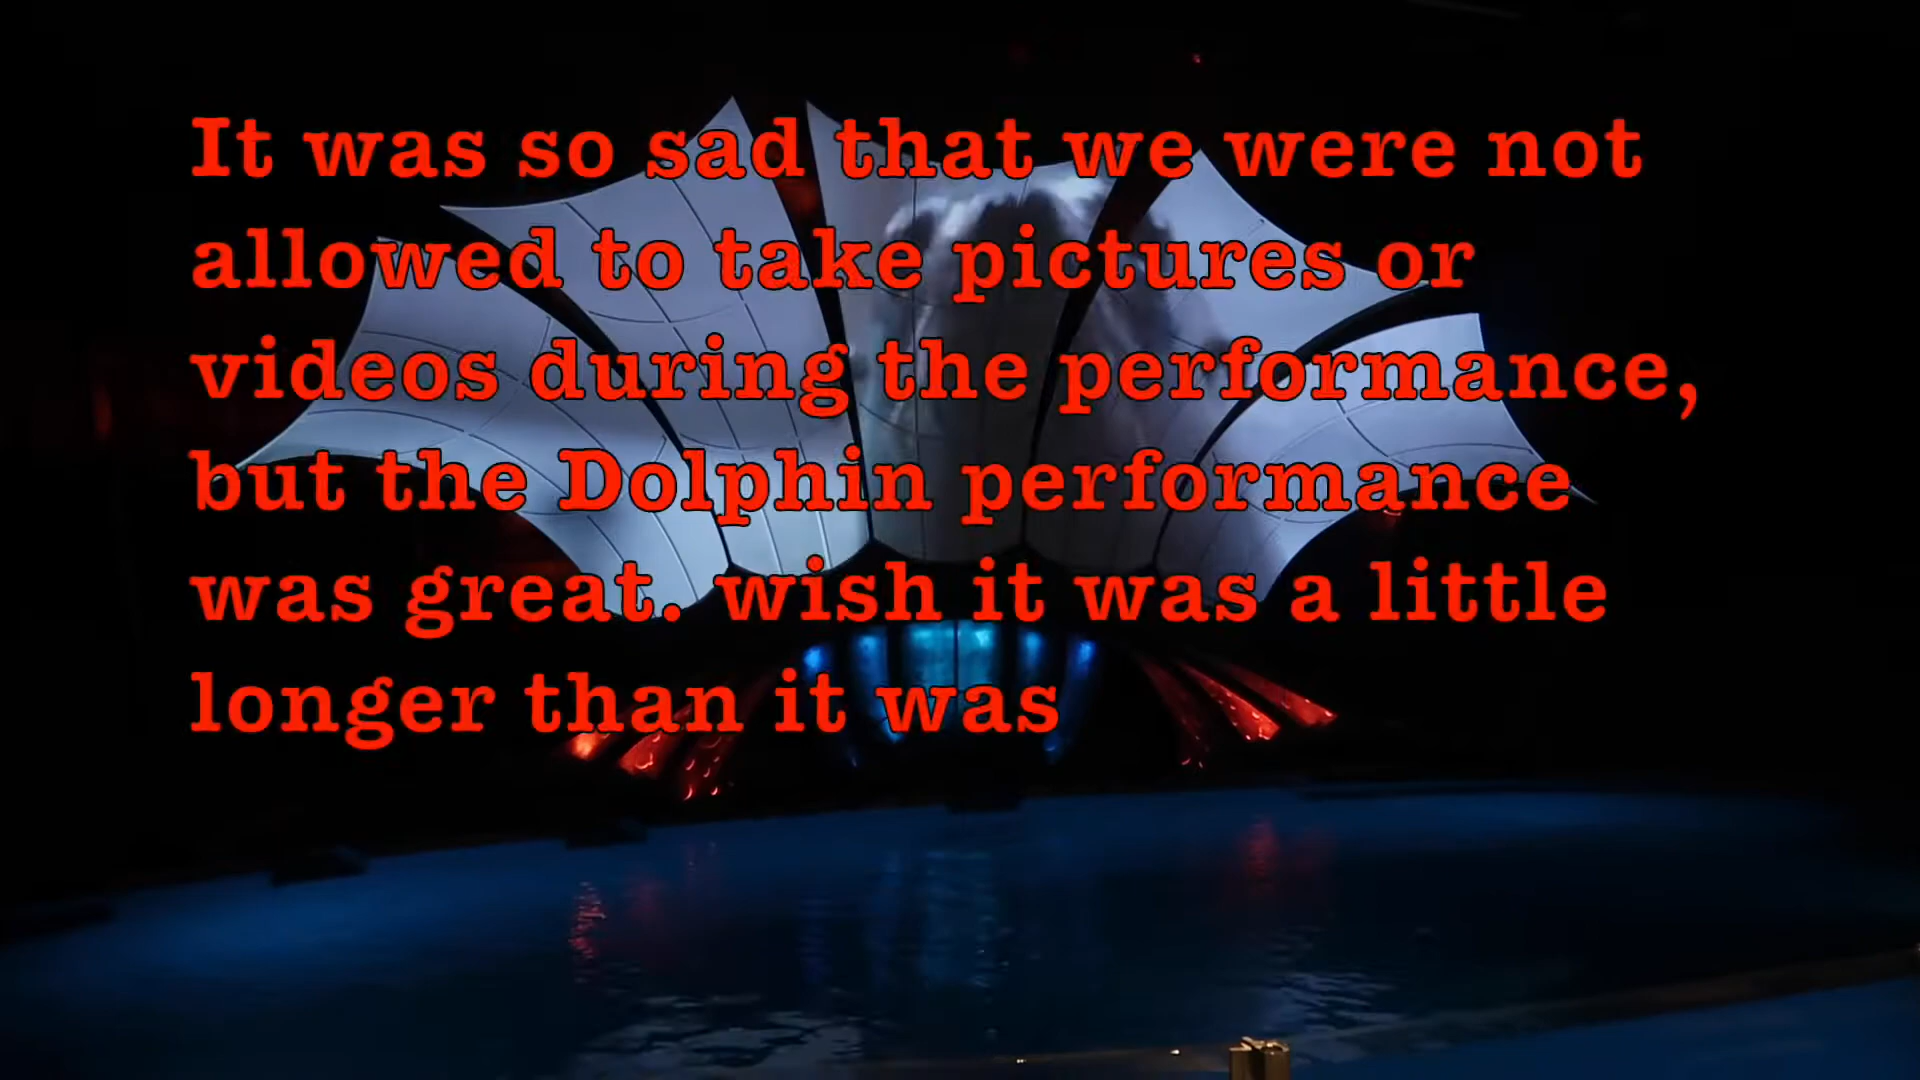 It was so sad that we were not
allowed to take pictures or
videos during the performance,
but the Dolphin performance
was great. wish it was a little
longer than it was